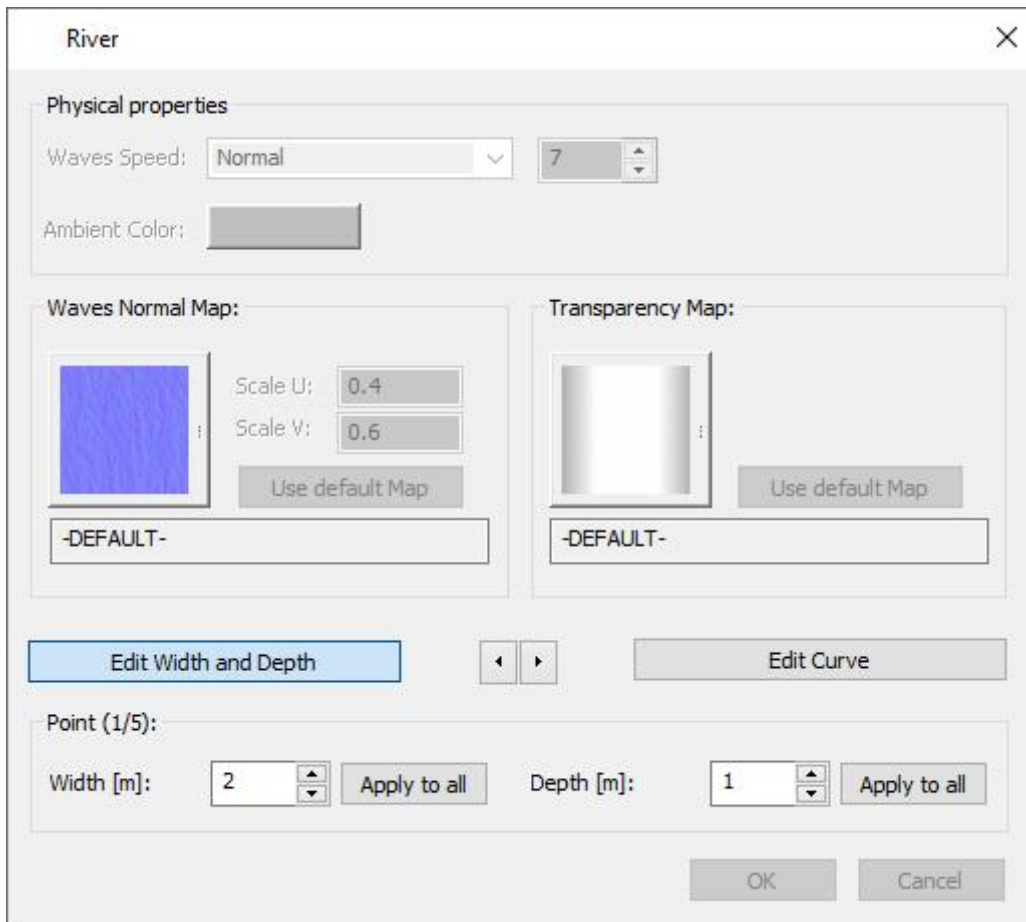 River
Physical properties
Waves Speed: Normal 7
Ambient Color:
Waves Normal Map:
Scale U: 0.4
Scale V: 0.6
Use default Map
-DEFAULT-
Transparency Map:
Use default Map
-DEFAULT-
Edit Width and Depth
Edit Curve
Point (1/5):
Width [m]: 2 Apply to all Depth [m]: 1 Apply to all
OK Cancel